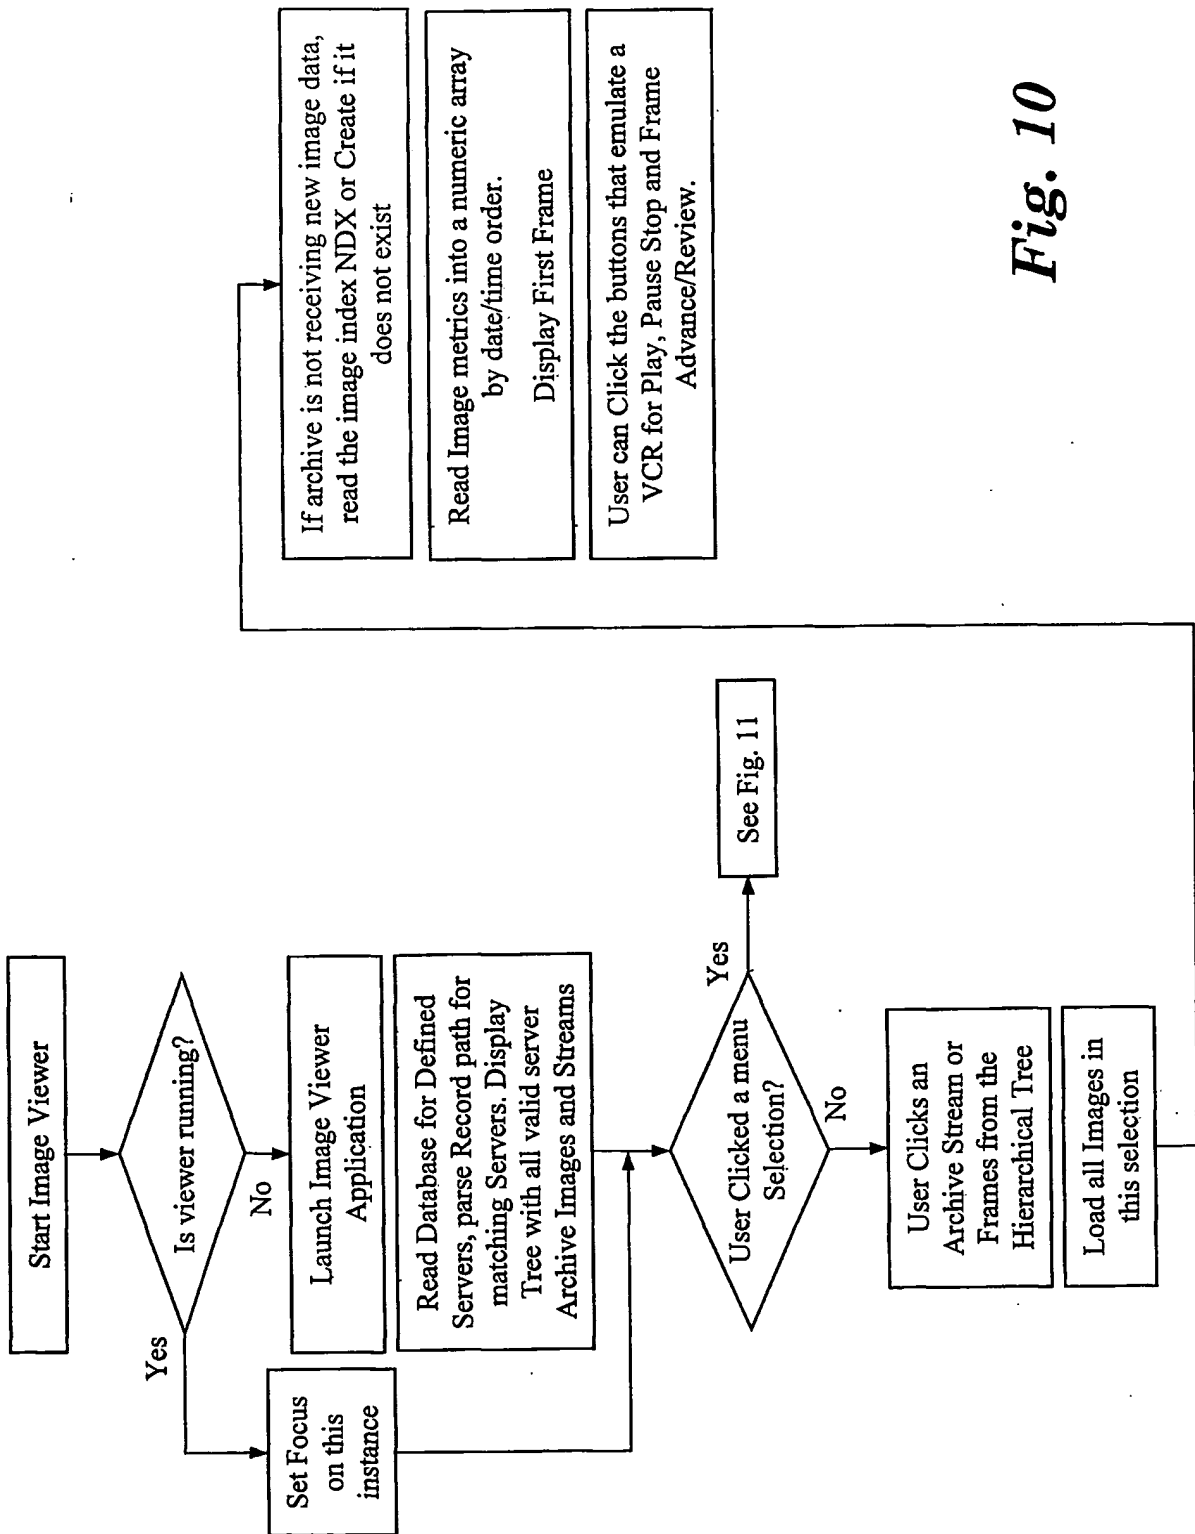 Start Image Viewer
Is viewer running?
Yes
No
Set Focus
on this
instance
Launch Image Viewer
Application
Read Database for Defined
Servers, parse Record path for
matching Servers. Display
Tree with all valid server
Archive Images and Streams
User Clicked a menu
Selection?
Yes
See Fig. 11
No
User Clicks an
Archive Stream or
Frames from the
Hierarchical Tree
Load all Images in
this selection
If archive is not receiving new image data,
read the image index NDX or Create if it
does not exist
Read Image metrics into a numeric array
by date/time order.
Display First Frame
User can Click the buttons that emulate a
VCR for Play, Pause Stop and Frame
Advance/Review.
Fig. 10